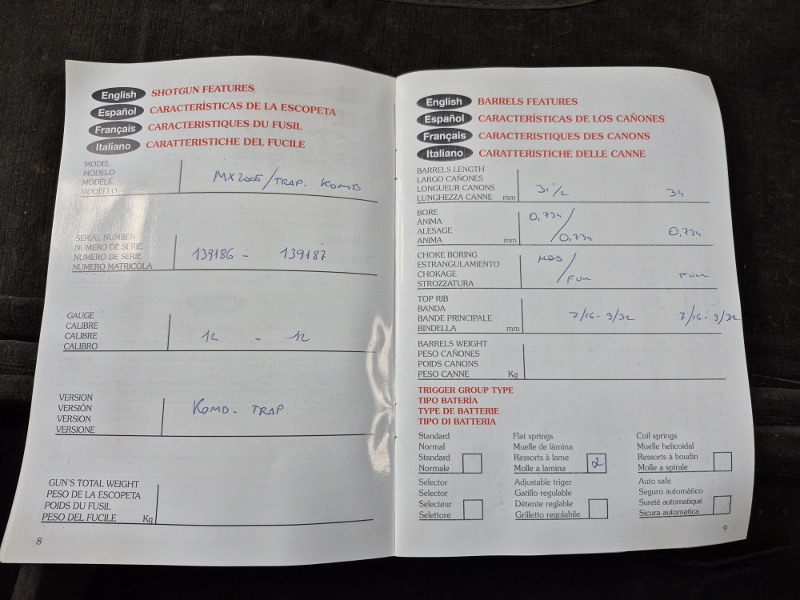 English SHOTGUN FEATURES
Español CARACTERÍSTICAS DE LA ESCOPETA
Français CARACTERISTIQUES DU FUSIL
Italiano CARATTERISTICHE DEL FUCILE
MODEL
MODELO
MODÈLE
MODELLO
MX2005/TRAP. KOMB
SERIAL NUMBER
NUMERO DE SERIE
NUMERO DE SERIE
NUMERO MATRICOLA
139186 - 139187
GAUGE
CALIBRE
CALIBRE
CALIBRO
12 - 12
VERSION
VERSIÓN
VERSION
VERSIONE
KOMB. TRAP
GUN'S TOTAL WEIGHT
PESO DE LA ESCOPETA
POIDS DU FUSIL
PESO DEL FUCILE Kg
8
English BARRELS FEATURES
Español CARACTERÍSTICAS DE LOS CAÑONES
Français CARACTERISTIQUES DES CANONS
Italiano CARATTERISTICHE DELLE CANNE
BARRELS LENGTH
LARGO CAÑONES
LONGUEUR CANONS
LUNGHEZZA CANNE mm
31 1/2 34
BORE
ANIMA
ALESAGE
ANIMA mm
0,734 / 0,734 0,734
CHOKE BORING
ESTRANGULAMIENTO
CHOKAGE
STROZZATURA
/ FULL FULL
TOP RIB
BANDA
BANDE PRINCIPALE
BINDELLA mm
7/16-9/32 7/16-9/32
BARRELS WEIGHT
PESO CAÑONES
POIDS CANONS
PESO CANNE Kg
TRIGGER GROUP TYPE
TIPO BATERÍA
TYPE DE BATTERIE
TIPO DI BATTERIA
Standard
Normal
Standard
Normale
Flat springs
Muelle de làmina
Ressorts à lame
Molle a lamina
Coil springs
Muelle helicoidal
Ressorts à boudin
Molle a spirale
Selector
Selector
Selecteur
Selettore
Adjustable triger
Gatillo regulable
Détente reglable
Grilletto regolabile
Auto safe
Seguro automàtico
Sureté automatique
Sicura automatica
9